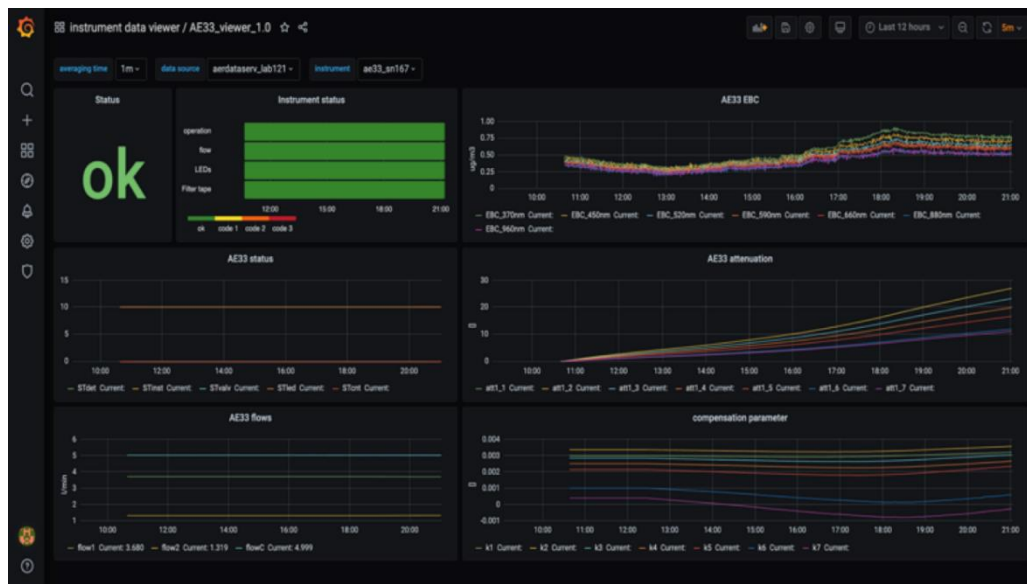 instrument data viewer / AE33_viewer_1.0
Last 12 hours
5m
averaging time 1m
data source aerdataserv_lab121
instrument ae33_sn167
Status
ok
Instrument status
operation
flow
LEDs
Filter tape
12:00 15:00 18:00 21:00
ok code 1 code 2 code 3
AE33 EBC
ug/m3
1.00
0.75
0.50
0.25
0
10:00 11:00 12:00 13:00 14:00 15:00 16:00 17:00 18:00 19:00 20:00 21:00
EBC_370nm Current: EBC_450nm Current: EBC_520nm Current: EBC_590nm Current: EBC_660nm Current: EBC_880nm Current:
EBC_960nm Current:
AE33 status
15
10
5
0
10:00 12:00 14:00 16:00 18:00 20:00
STdet Current: STinst Current: STvalv Current: STled Current: STcnt Current:
AE33 attenuation
[]
30
20
10
0
10:00 11:00 12:00 13:00 14:00 15:00 16:00 17:00 18:00 19:00 20:00 21:00
att1_1 Current: att1_2 Current: att1_3 Current: att1_4 Current: att1_5 Current: att1_6 Current: att1_7 Current:
AE33 flows
l/min
6
5
4
3
2
1
10:00 12:00 14:00 16:00 18:00 20:00
flow1 Current: 3.680 flow2 Current: 1.319 flowC Current: 4.999
compensation parameter
[]
0.004
0.003
0.002
0.001
0
-0.001
10:00 11:00 12:00 13:00 14:00 15:00 16:00 17:00 18:00 19:00 20:00 21:00
k1 Current: k2 Current: k3 Current: k4 Current: k5 Current: k6 Current: k7 Current: